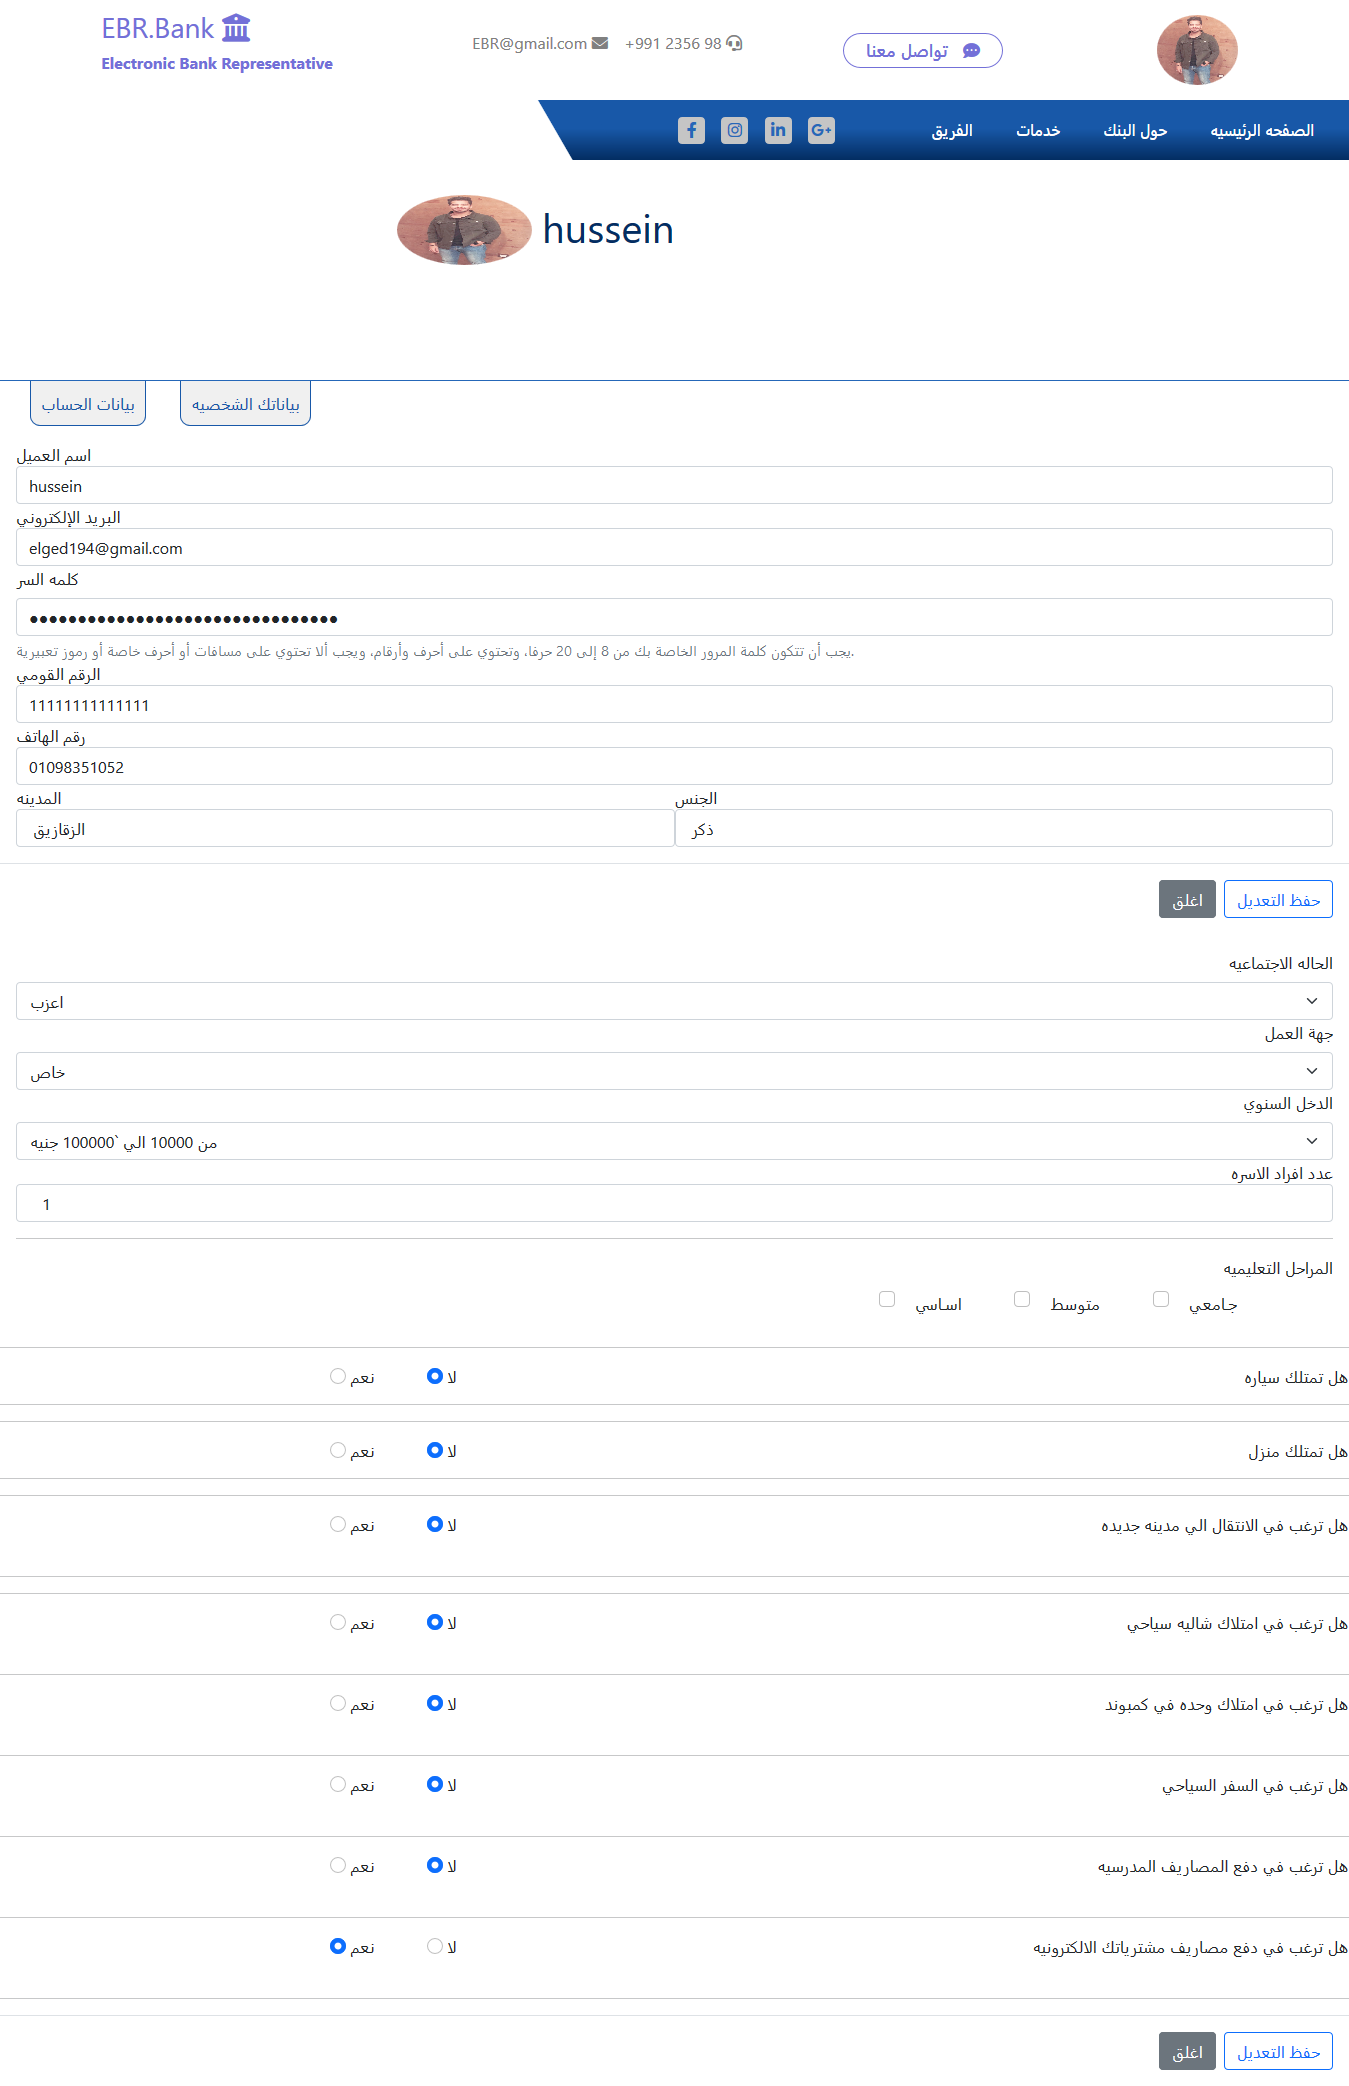 EBR.Bank
Electronic Bank Representative
EBR@gmail.com
+991 2356 98
تواصل معنا
الصفحه الرئيسيه
حول البنك
خدمات
الفريق
hussein
بيانات الحساب
بياناتك الشخصيه
اسم العميل
hussein
البريد الإلكتروني
elged194@gmail.com
كلمه السر
••••••••••••••••••••••••••••••••
.يجب أن تتكون كلمة المرور الخاصة بك من 8 إلى 20 حرفا، وتحتوي على أحرف وأرقام، ويجب ألا تحتوي على مسافات أو أحرف خاصة أو رموز تعبيرية
الرقم القومي
11111111111111
رقم الهاتف
01098351052
المدينه
الزقازيق
الجنس
ذكر
حفظ التعديل
اغلق
الحاله الاجتماعيه
اعزب
جهة العمل
خاص
الدخل السنوي
من 10000 الي `100000 جنيه
عدد افراد الاسره
1
المراحل التعليميه
جامعي
متوسط
اساسي
هل تمتلك سياره
لا
نعم
هل تمتلك منزل
لا
نعم
هل ترغب في الانتقال الي مدينه جديده
لا
نعم
هل ترغب في امتلاك شاليه سياحي
لا
نعم
هل ترغب في امتلاك وحده في كمبوند
لا
نعم
هل ترغب في السفر السياحي
لا
نعم
هل ترغب في دفع المصاريف المدرسيه
لا
نعم
هل ترغب في دفع مصاريف مشترياتك الالكترونيه
لا
نعم
حفظ التعديل
اغلق